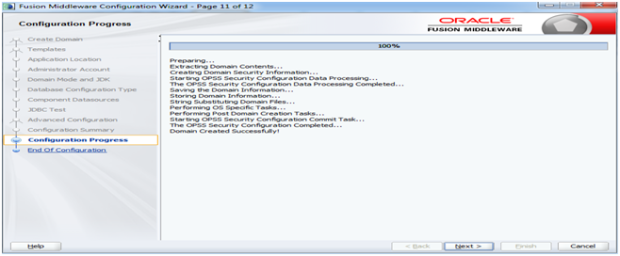 Fusion Middleware Configuration Wizard - Page 11 of 12
Configuration Progress
ORACLE
FUSION MIDDLEWARE
Create Domain
Templates
Application Location
Administrator Account
Domain Mode and JDK
Database Configuration Type
Component Datasources
JDBC Test
Advanced Configuration
Configuration Summary
Configuration Progress
End Of Configuration
100%
Preparing...
Extracting Domain Contents...
Creating Domain Security Information...
Starting OPSS Security Configuration Data Processing...
The OPSS Security Configuration Data Processing Completed...
Saving the Domain Information...
Storing Domain Information...
String Substituting Domain Files...
Performing OS Specific Tasks...
Performing Post Domain Creation Tasks...
Starting OPSS Security Configuration Commit Task...
The OPSS Security Configuration Completed...
Domain Created Successfully!
Help
< Back
Next >
Finish
Cancel